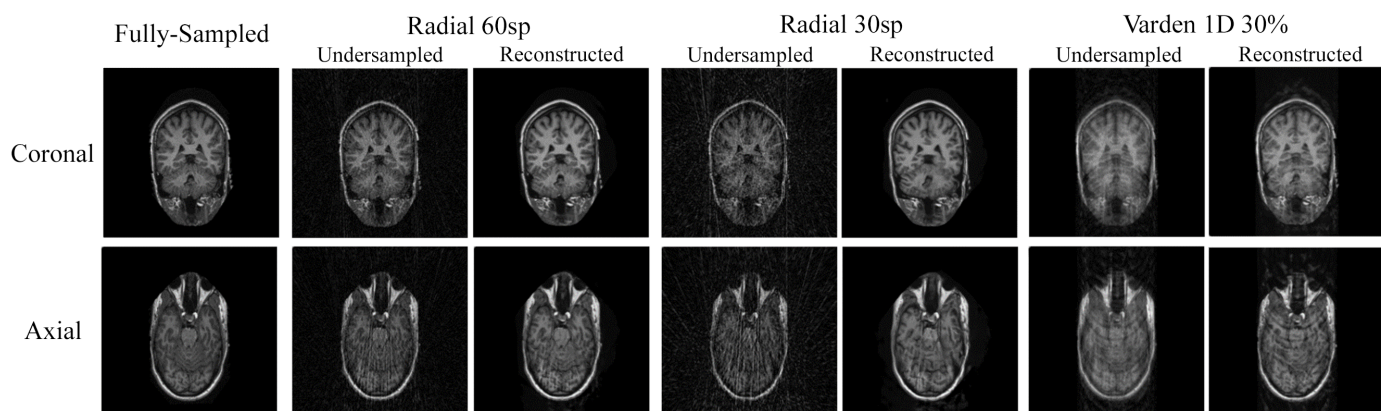 Fully-Sampled
Radial 60sp
Radial 30sp
Varden 1D 30%
Undersampled
Reconstructed
Undersampled
Reconstructed
Undersampled
Reconstructed
Coronal
Axial